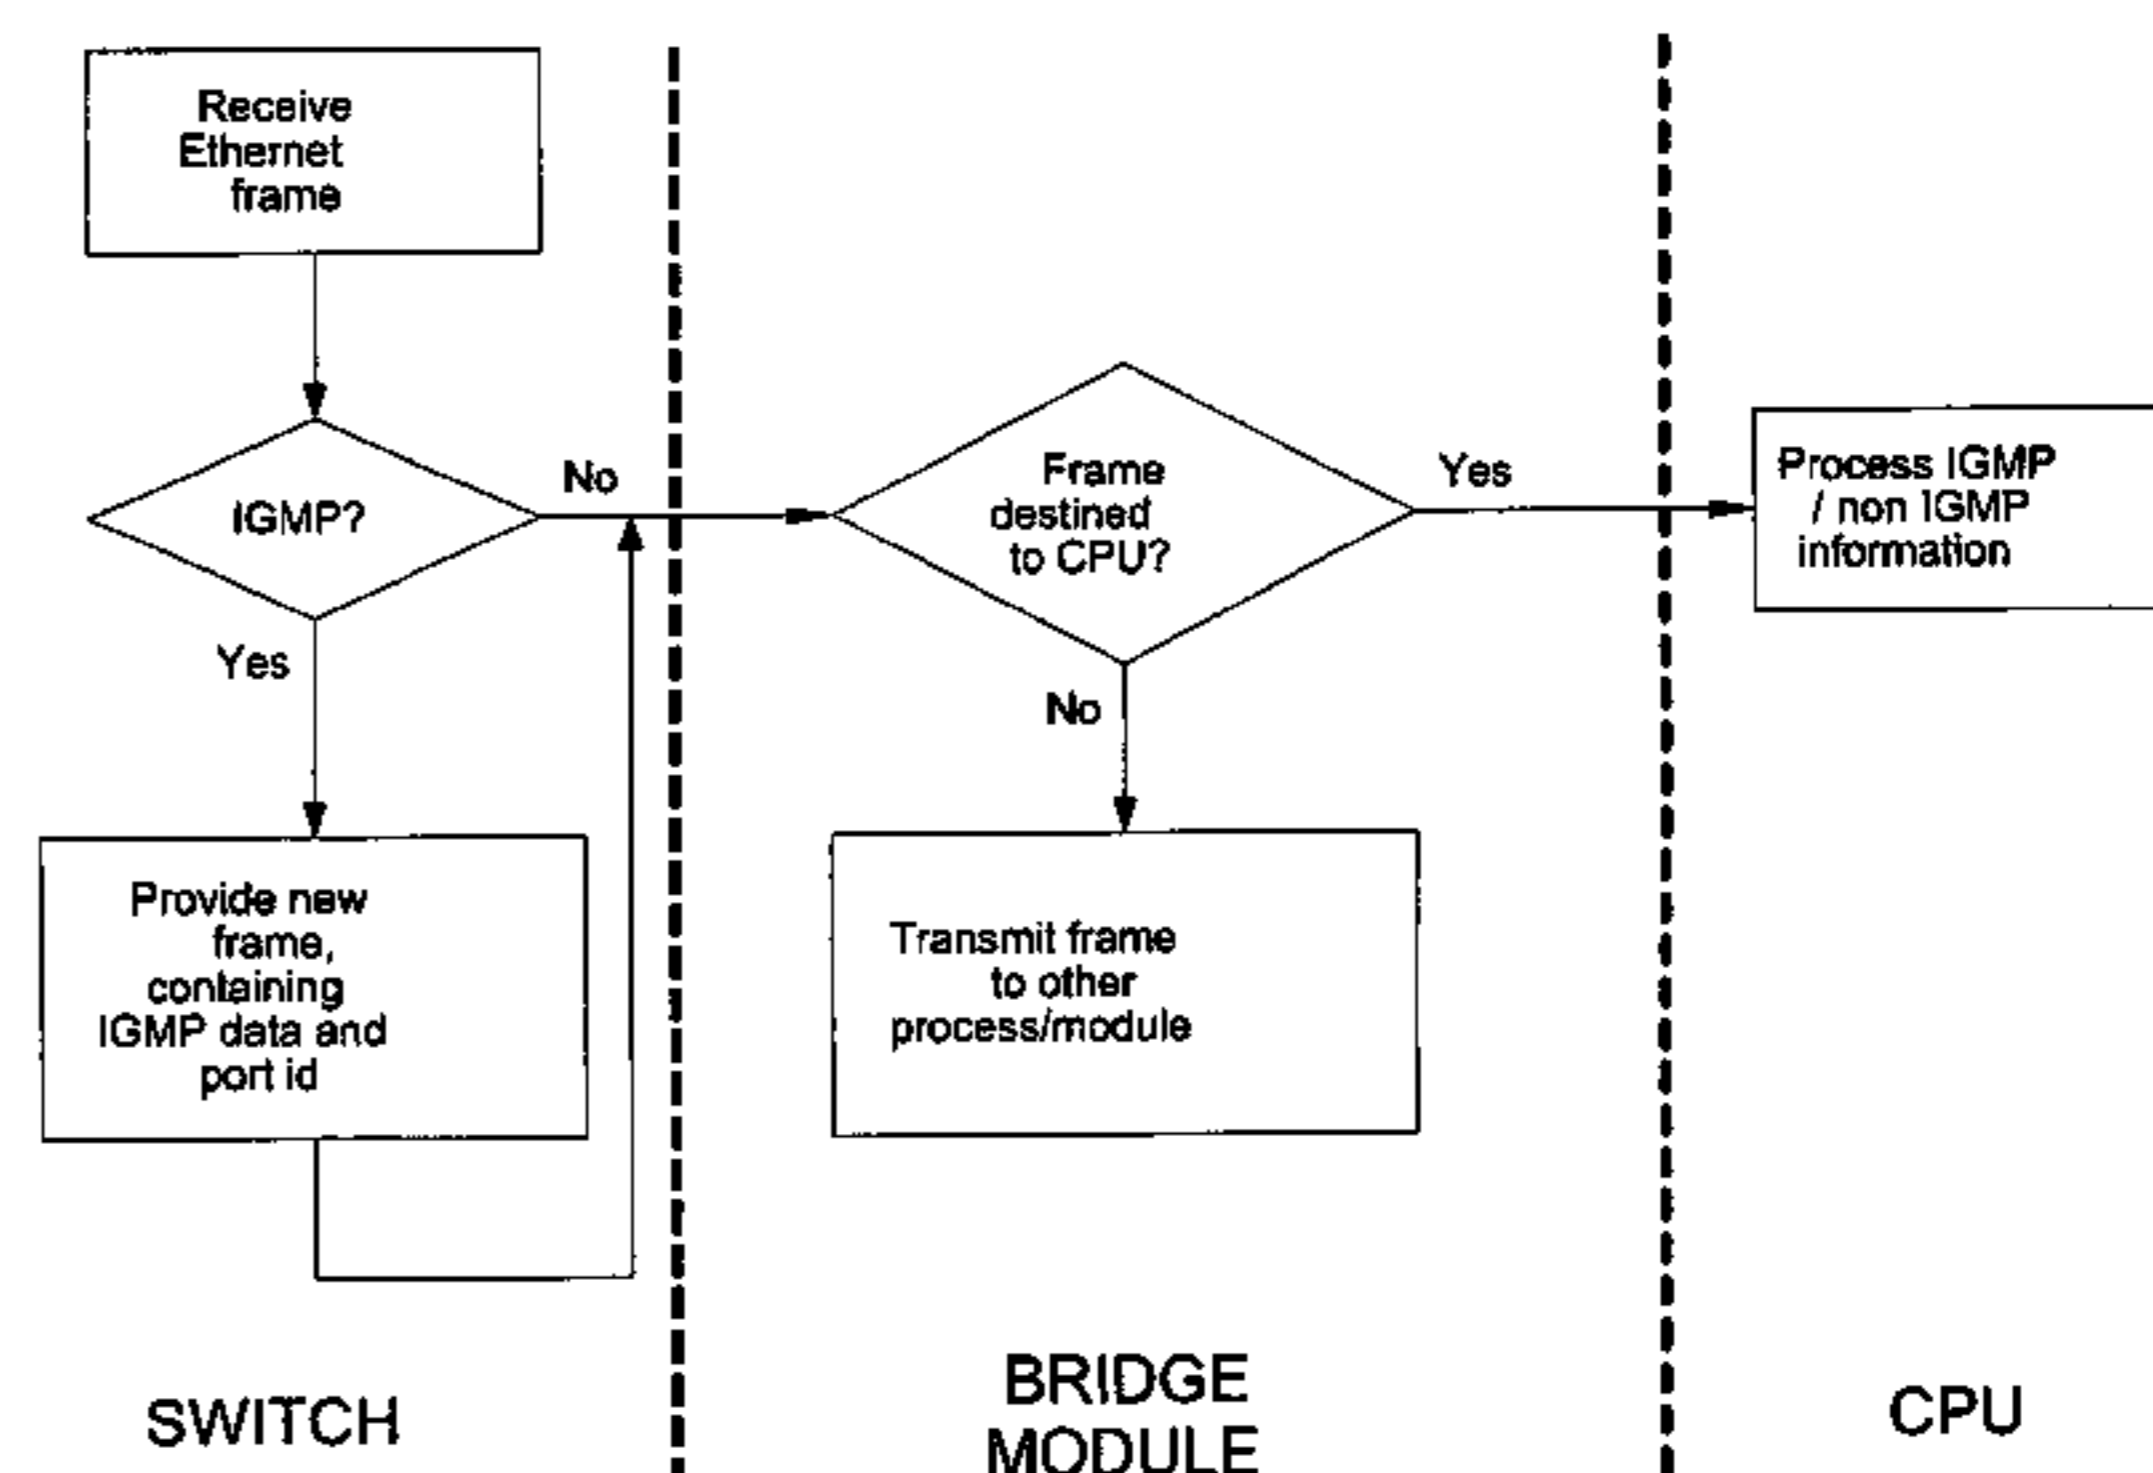 Receive
Ethernet
frame
IGMP?
No
Yes
Provide new
frame,
containing
IGMP data and
port id
SWITCH
Frame
destined
to CPU?
Yes
No
Transmit frame
to other
process/module
BRIDGE
MODULE
Process IGMP
/ non IGMP
information
CPU